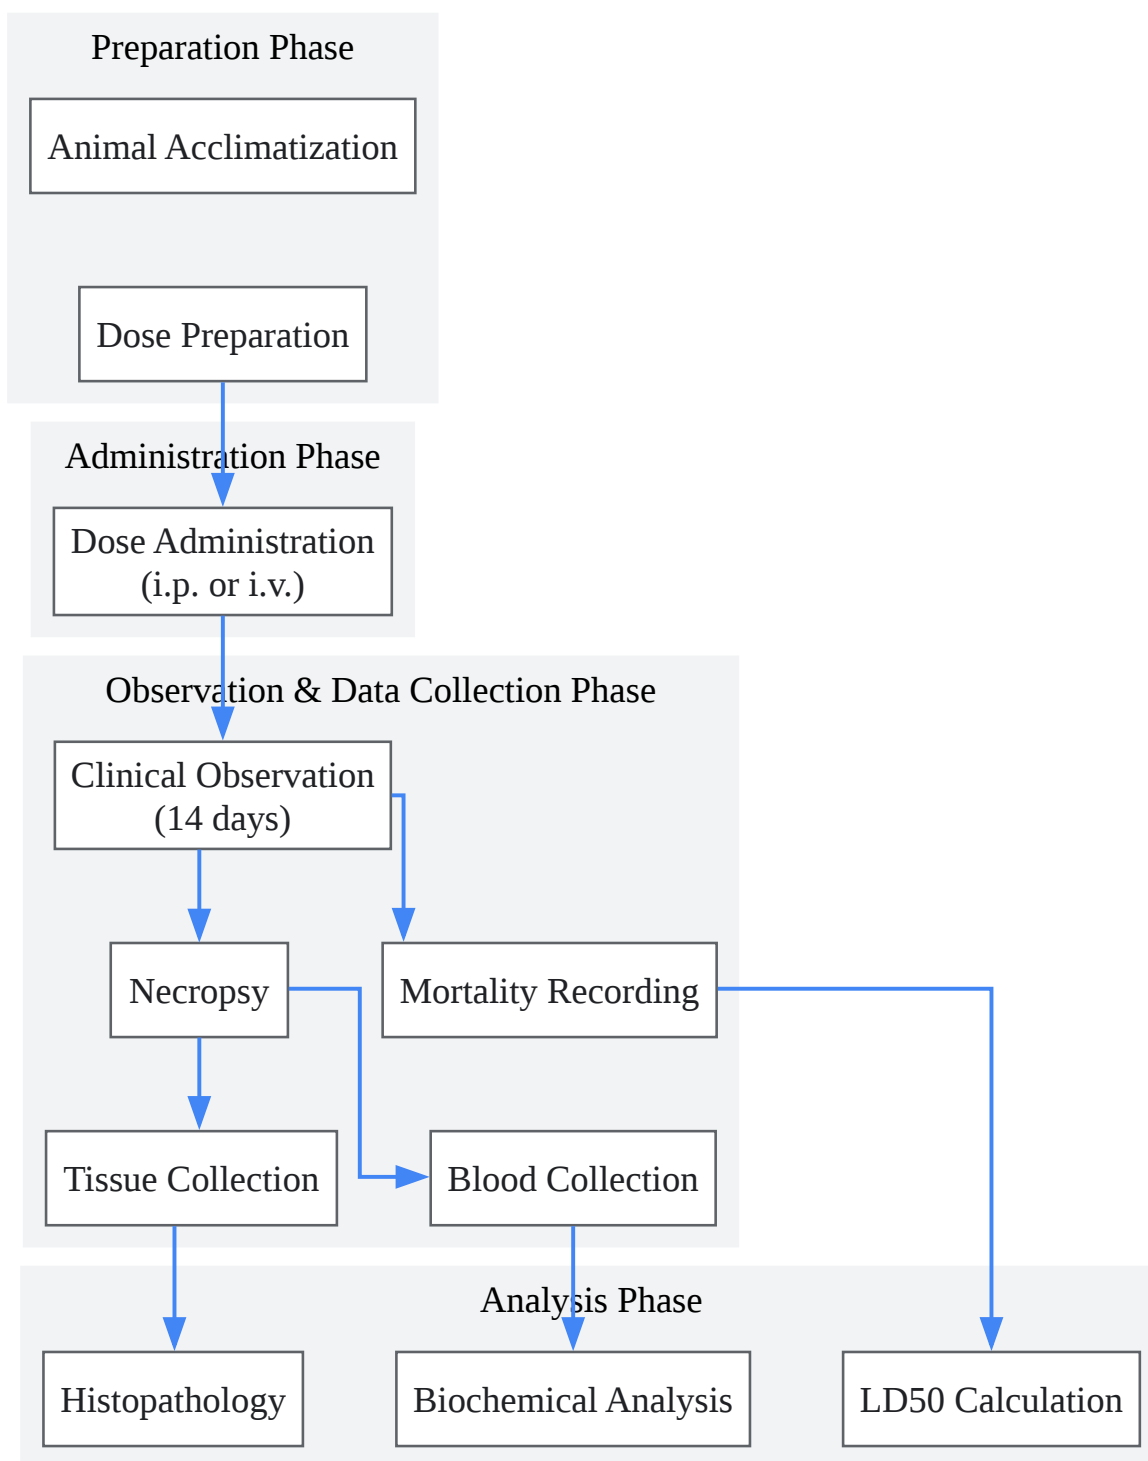 Preparation Phase
Animal Acclimatization
Dose Preparation
Administration Phase
Dose Administration
(i.p. or i.v.)
Observation & Data Collection Phase
Clinical Observation
(14 days)
Necropsy
Mortality Recording
Tissue Collection
Blood Collection
Analysis Phase
Histopathology
Biochemical Analysis
LD50 Calculation